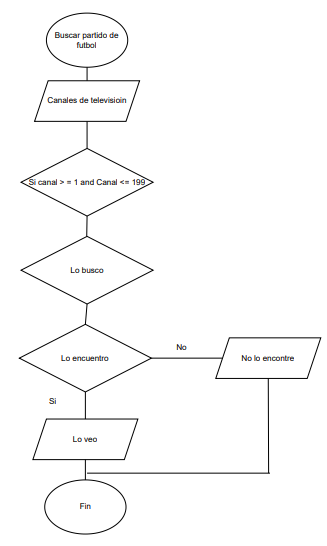 Buscar partido de
futbol
Canales de televisioin
Si canal > = 1 and Canal <= 199
Lo busco
Lo encuentro
No
No lo encontre
Si
Lo veo
Fin